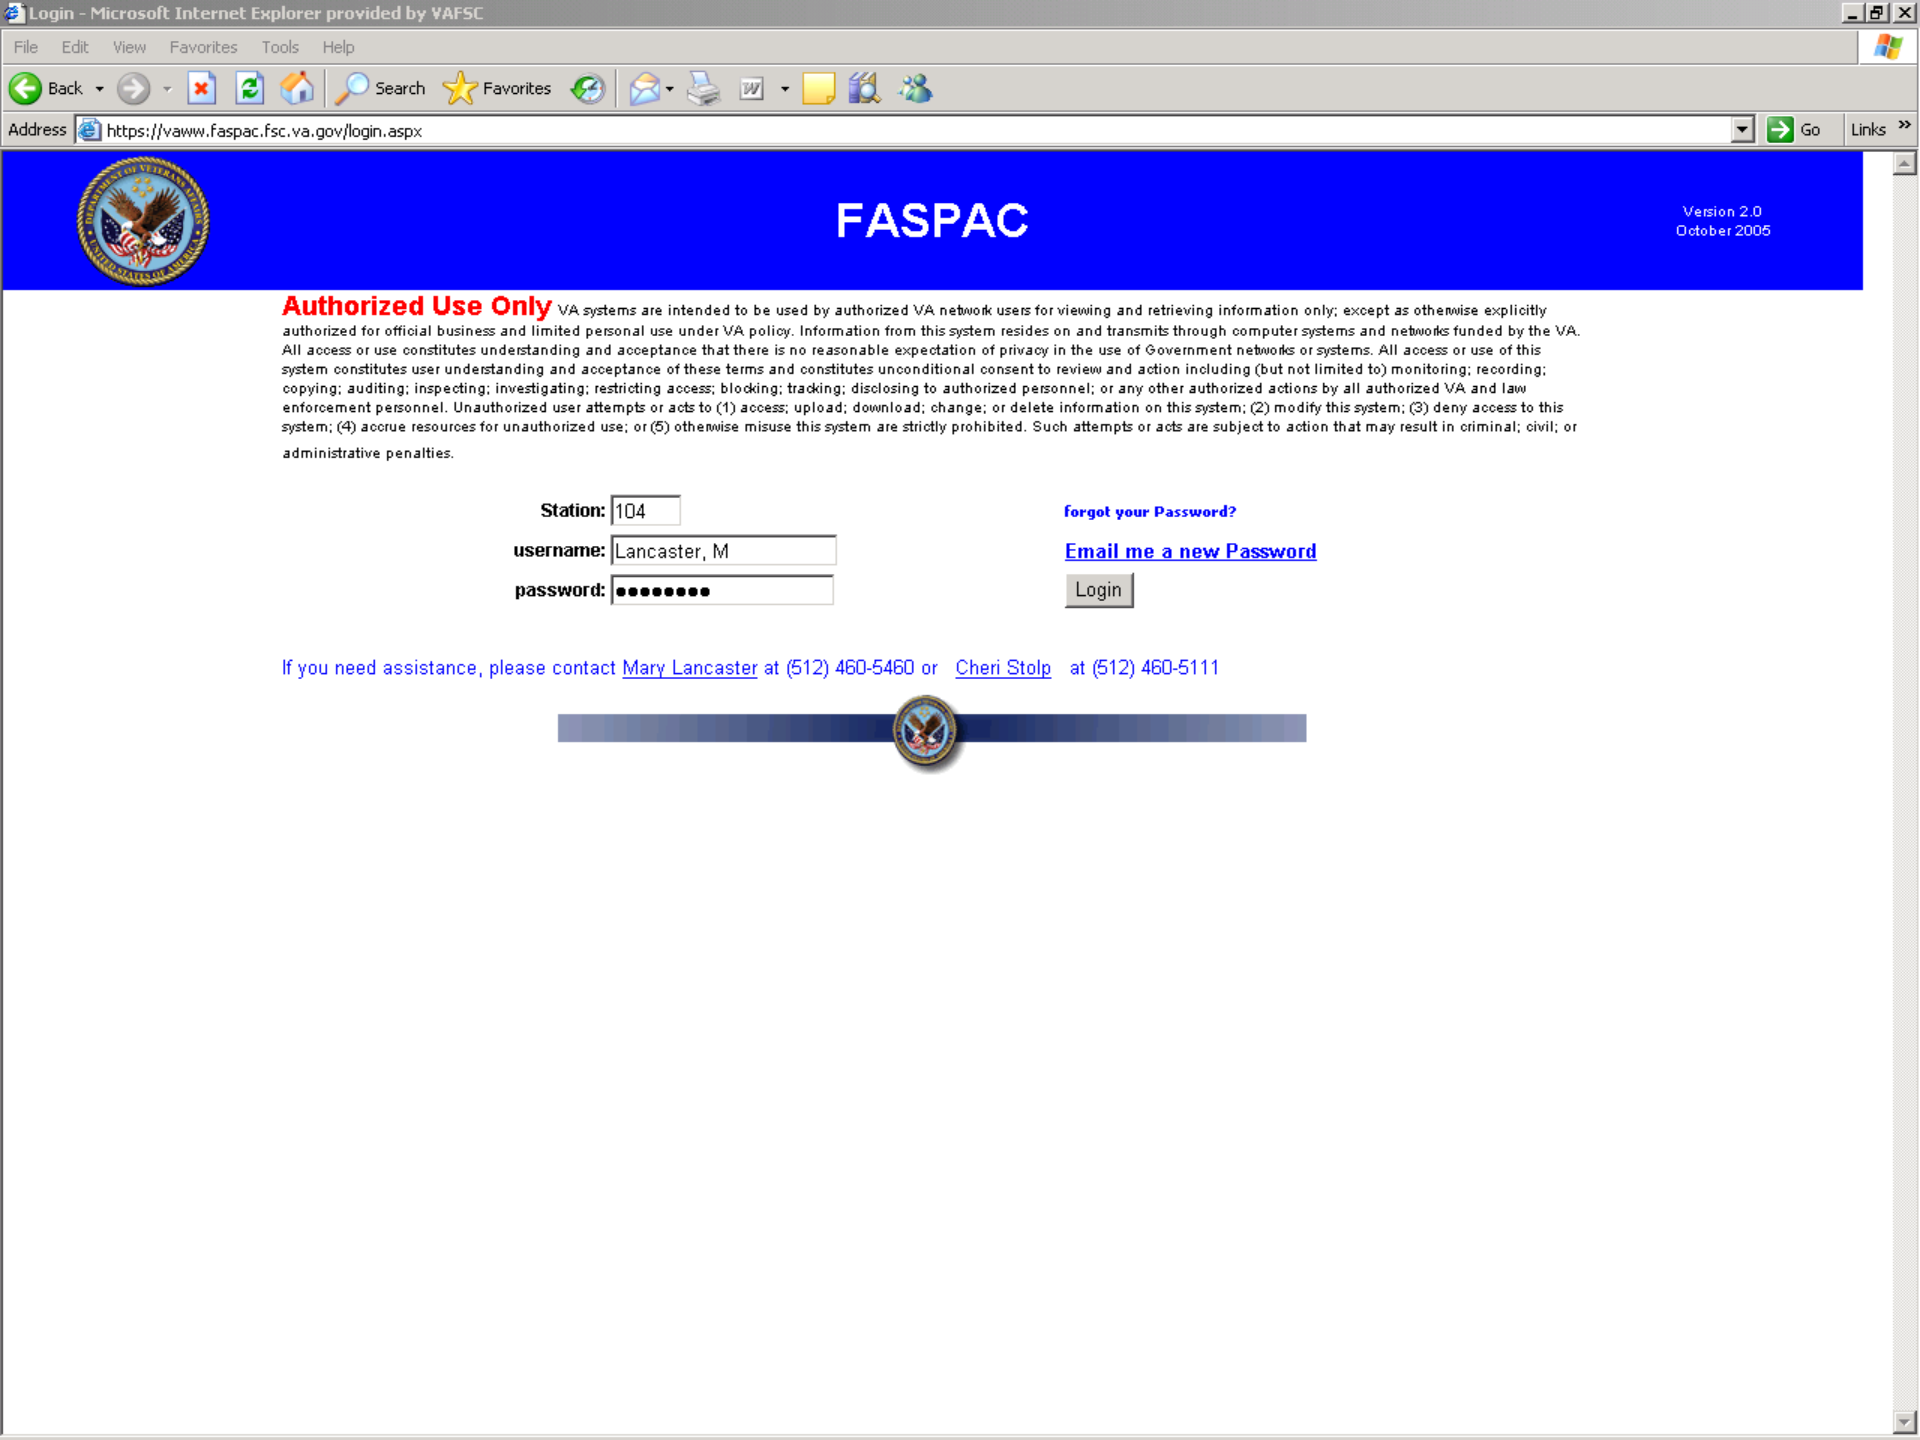 Login - Microsoft Internet Explorer provided by VAFSC
File Edit View Favorites Tools Help
Back Search Favorites
Address https://vaww.faspac.fsc.va.gov/login.aspx Go Links »
DEPARTMENT OF VETERANS AFFAIRS
UNITED STATES OF AMERICA
FASPAC
Version 2.0
October 2005
Authorized Use Only VA systems are intended to be used by authorized VA network users for viewing and retrieving information only; except as otherwise explicitly
authorized for official business and limited personal use under VA policy. Information from this system resides on and transmits through computer systems and networks funded by the VA.
All access or use constitutes understanding and acceptance that there is no reasonable expectation of privacy in the use of Government networks or systems. All access or use of this
system constitutes user understanding and acceptance of these terms and constitutes unconditional consent to review and action including (but not limited to) monitoring; recording;
copying; auditing; inspecting; investigating; restricting access; blocking; tracking; disclosing to authorized personnel; or any other authorized actions by all authorized VA and law
enforcement personnel. Unauthorized user attempts or acts to (1) access; upload; download; change; or delete information on this system; (2) modify this system; (3) deny access to this
system; (4) accrue resources for unauthorized use; or (5) otherwise misuse this system are strictly prohibited. Such attempts or acts are subject to action that may result in criminal; civil; or
administrative penalties.
Station: 104 forgot your Password?
username: Lancaster, M Email me a new Password
password: ●●●●●●●● Login
If you need assistance, please contact Mary Lancaster at (512) 460-5460 or Cheri Stolp at (512) 460-5111